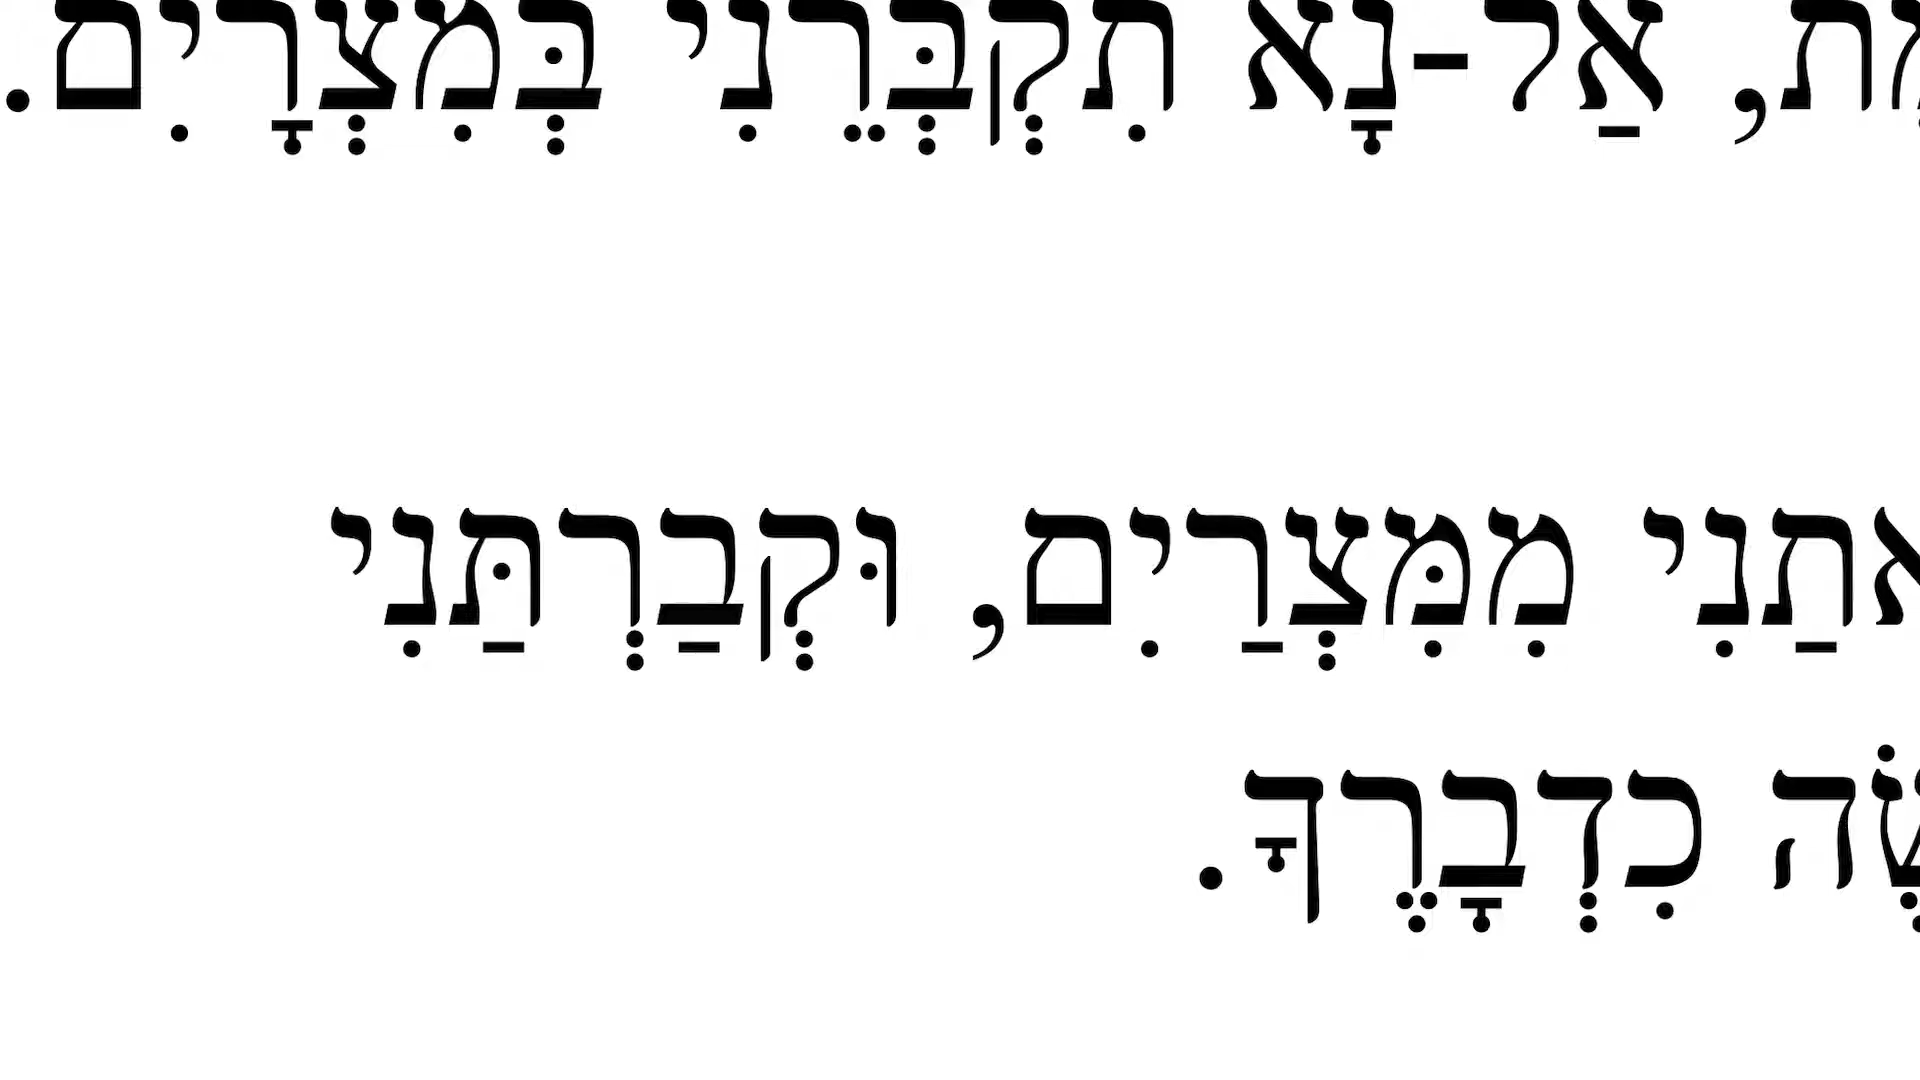 אַל-נָא תִקְבְּרֵנִי בְּמִצְרָיִם.
מִמִּצְרַיִם, וּקְבַרְתַּנִי
כִדְבָרֶךָ.